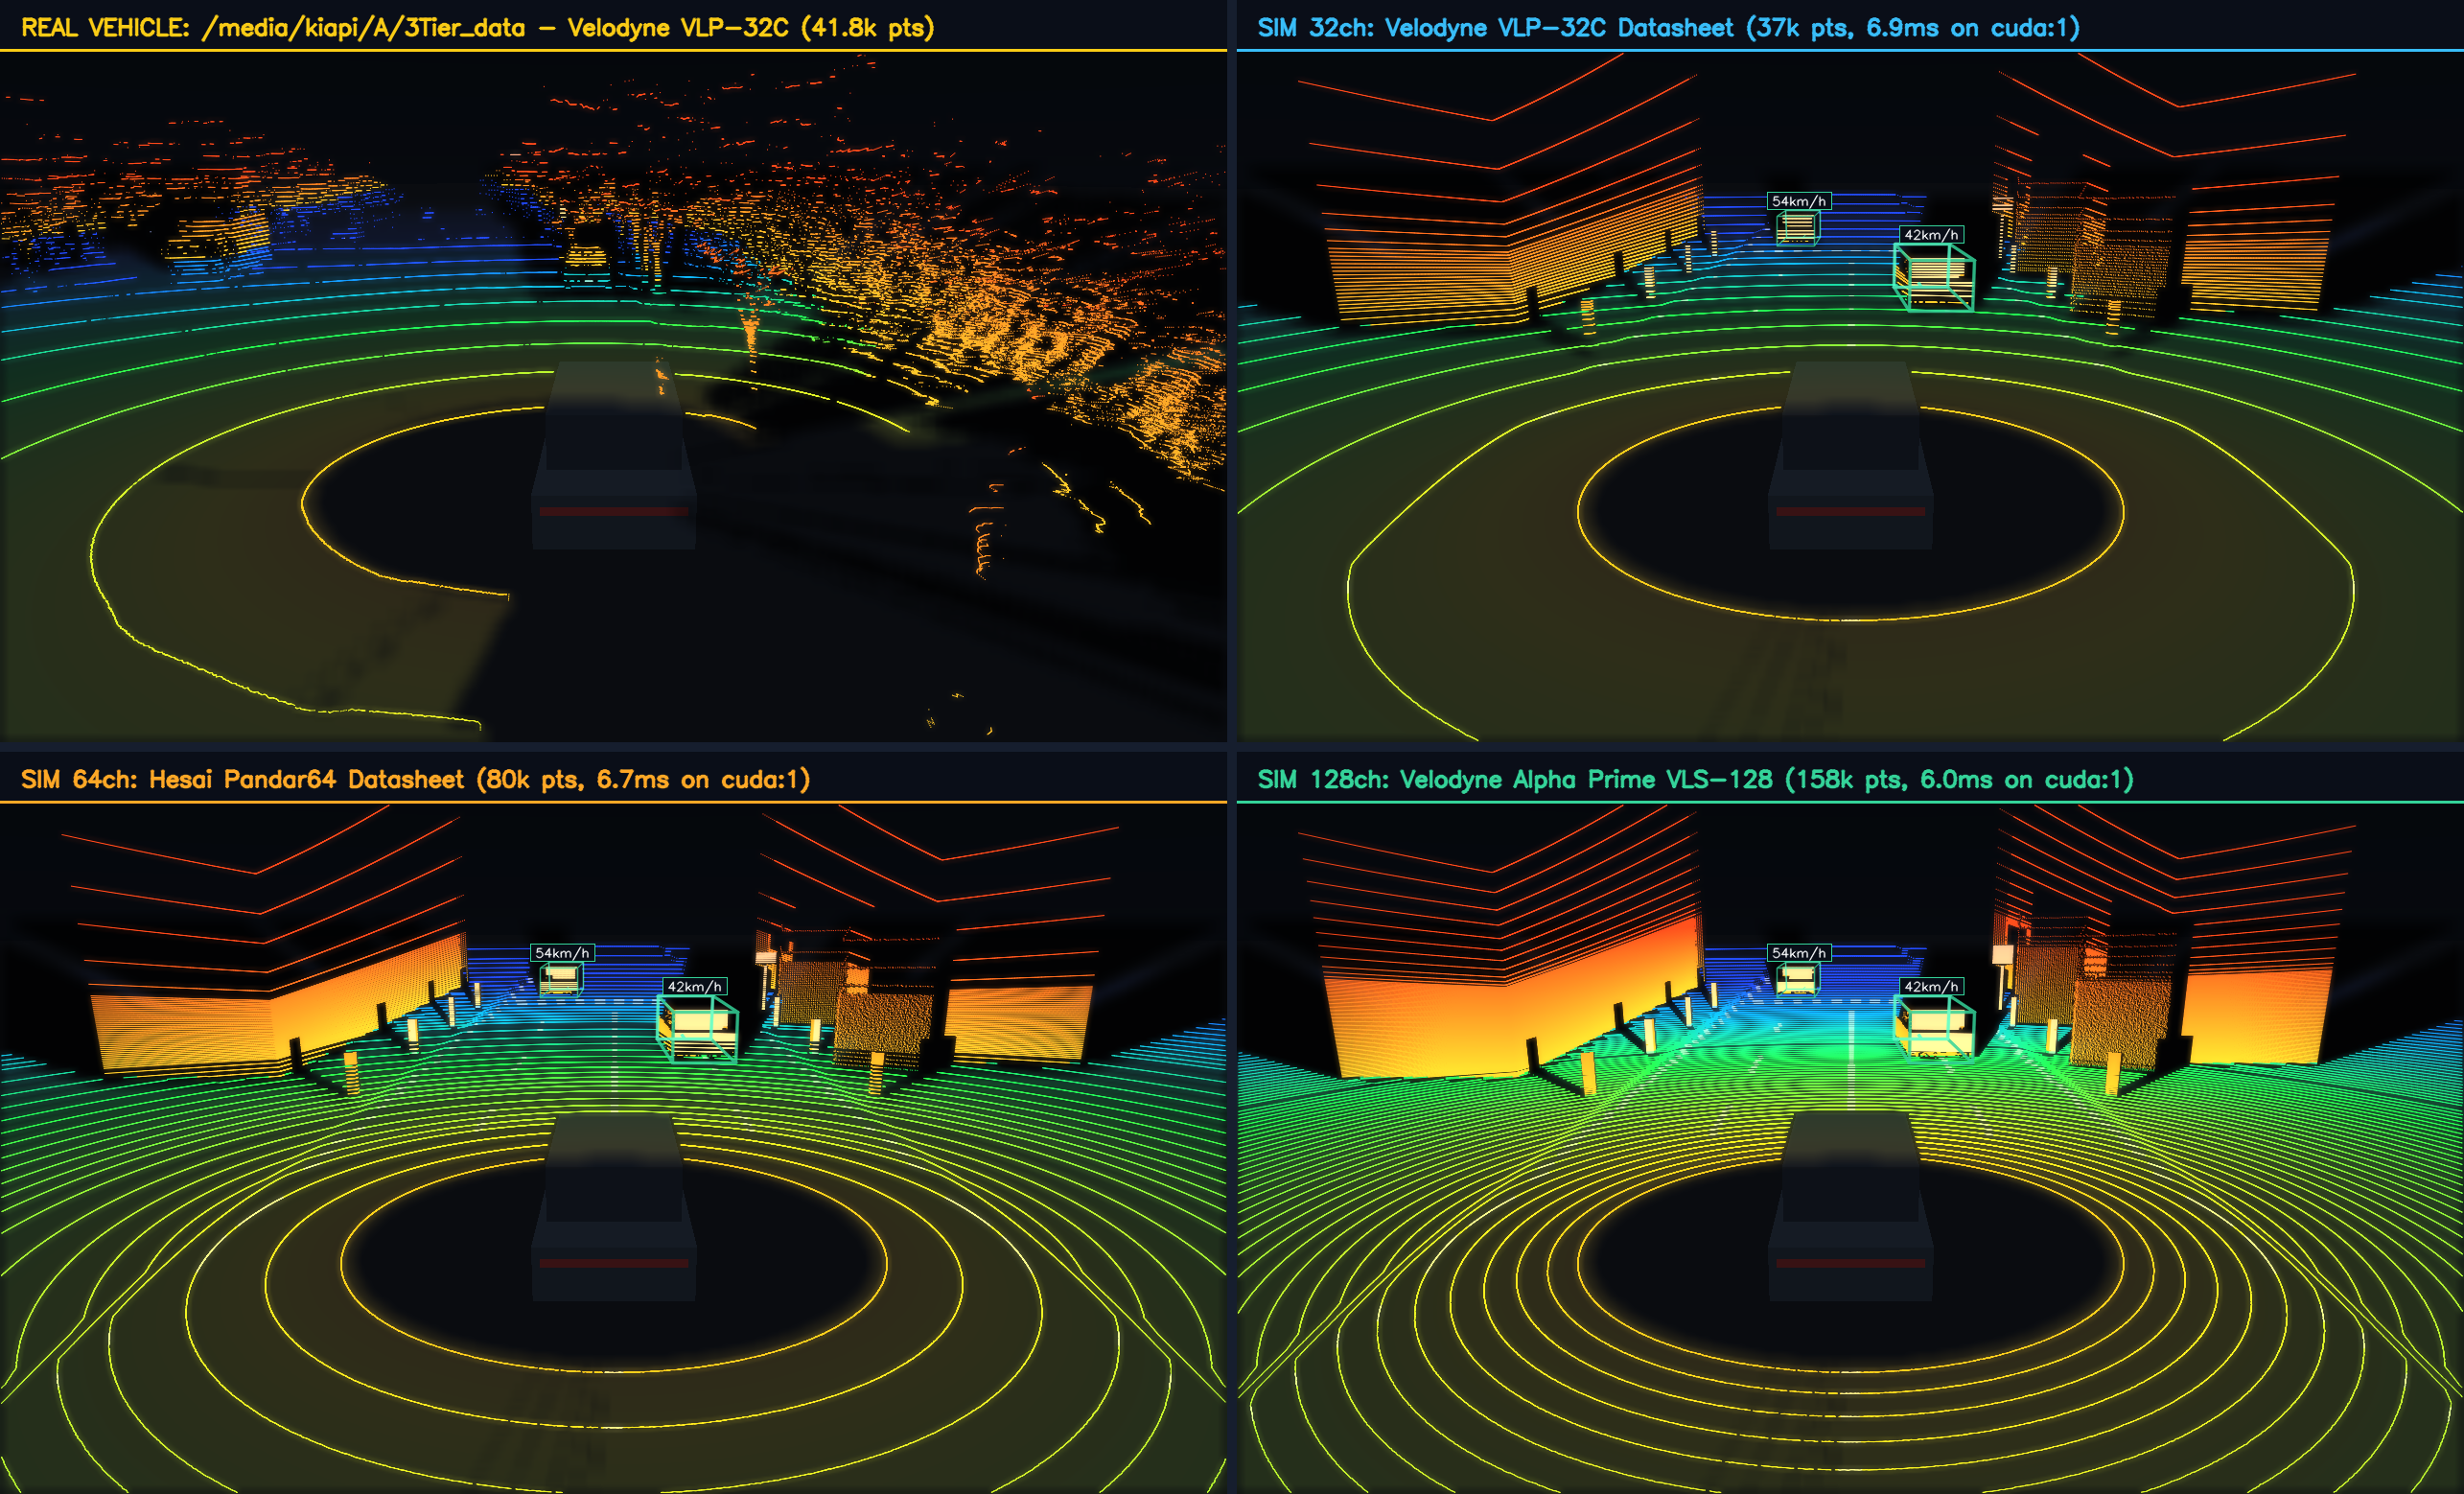 REAL VEHICLE: /media/kiapi/A/3Tier_data - Velodyne VLP-32C (41.8k pts)
SIM 32ch: Velodyne VLP-32C Datasheet (37k pts, 6.9ms on cuda:1)
54km/h
42km/h
SIM 64ch: Hesai Pandar64 Datasheet (80k pts, 6.7ms on cuda:1)
SIM 128ch: Velodyne Alpha Prime VLS-128 (158k pts, 6.0ms on cuda:1)
54km/h
42km/h
54km/h
42km/h